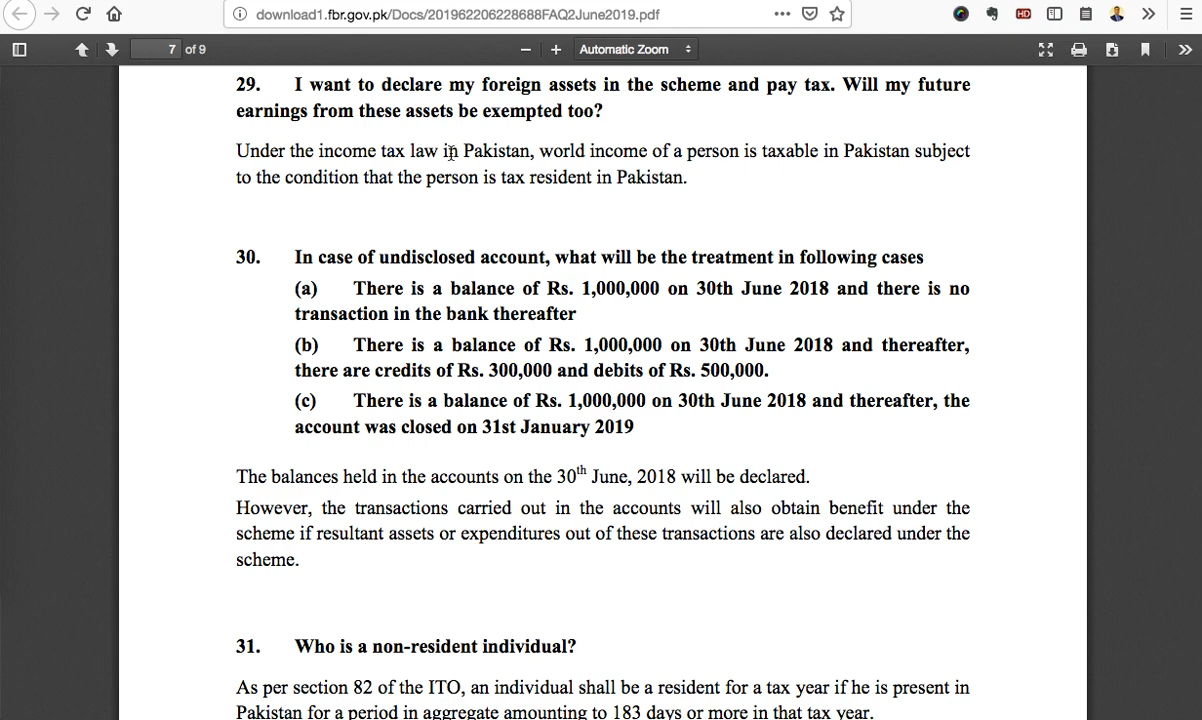 download1.fbr.gov.pk/Docs/201962206228688FAQ2June2019.pdf
HD
7 of 9
Automatic Zoom
29. I want to declare my foreign assets in the scheme and pay tax. Will my future
earnings from these assets be exempted too?
Under the income tax law in Pakistan, world income of a person is taxable in Pakistan subject
to the condition that the person is tax resident in Pakistan.
30. In case of undisclosed account, what will be the treatment in following cases
(a) There is a balance of Rs. 1,000,000 on 30th June 2018 and there is no
transaction in the bank thereafter
(b) There is a balance of Rs. 1,000,000 on 30th June 2018 and thereafter,
there are credits of Rs. 300,000 and debits of Rs. 500,000.
(c) There is a balance of Rs. 1,000,000 on 30th June 2018 and thereafter, the
account was closed on 31st January 2019
The balances held in the accounts on the 30th June, 2018 will be declared.
However, the transactions carried out in the accounts will also obtain benefit under the
scheme if resultant assets or expenditures out of these transactions are also declared under the
scheme.
31. Who is a non-resident individual?
As per section 82 of the ITO, an individual shall be a resident for a tax year if he is present in
Pakistan for a period in aggregate amounting to 183 days or more in that tax year.